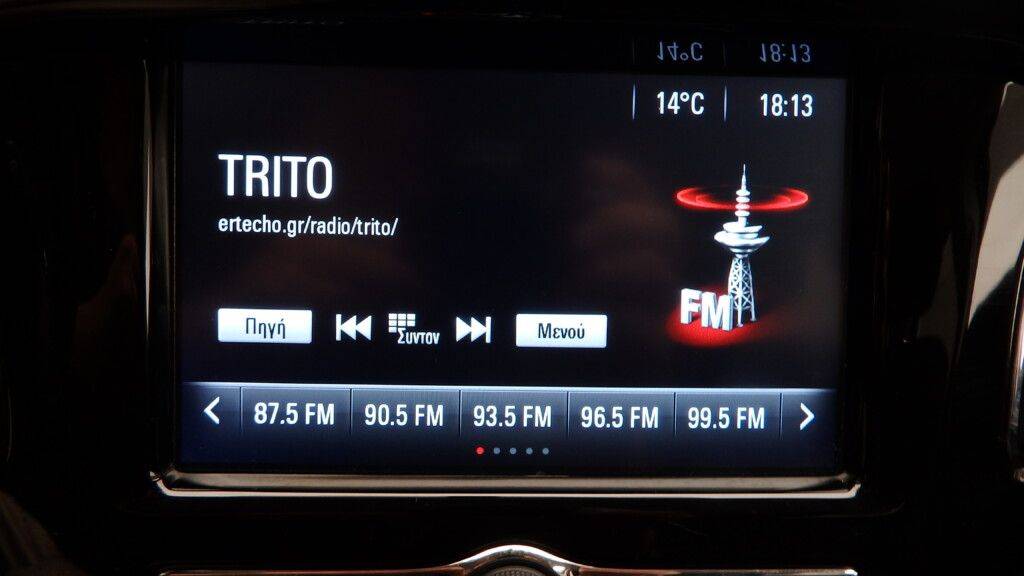 14°C 18:13
TRITO
ertecho.gr/radio/trito/
FM
Πηγή Συντον Μενού
87.5 FM 90.5 FM 93.5 FM 96.5 FM 99.5 FM